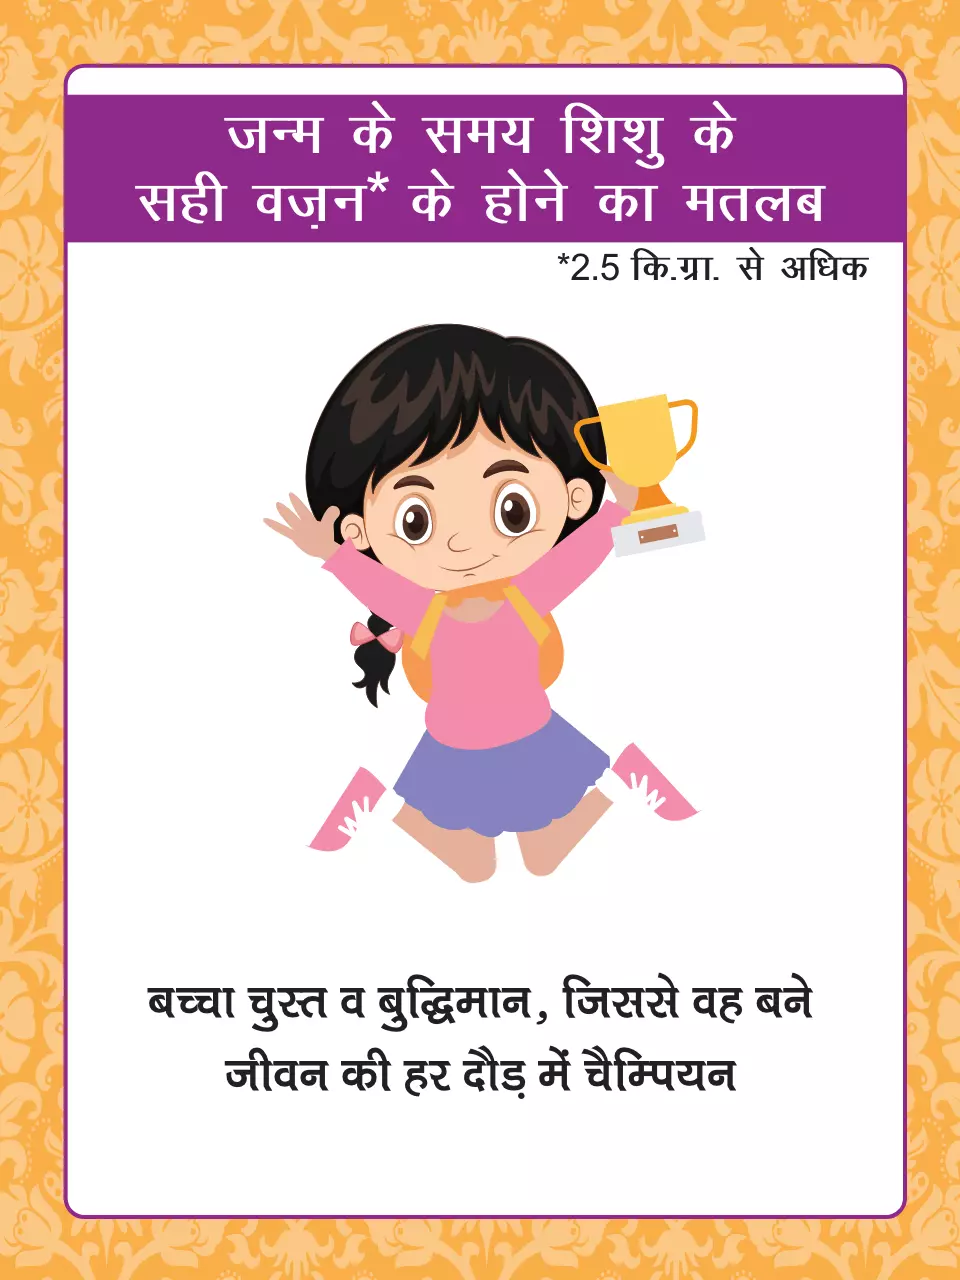 जन्म के समय शिशु के
सही वज़न* के होने का मतलब
*2.5 कि.ग्रा. से अधिक
बच्चा चुस्त व बुद्धिमान, जिससे वह बने
जीवन की हर दौड़ में चैम्पियन